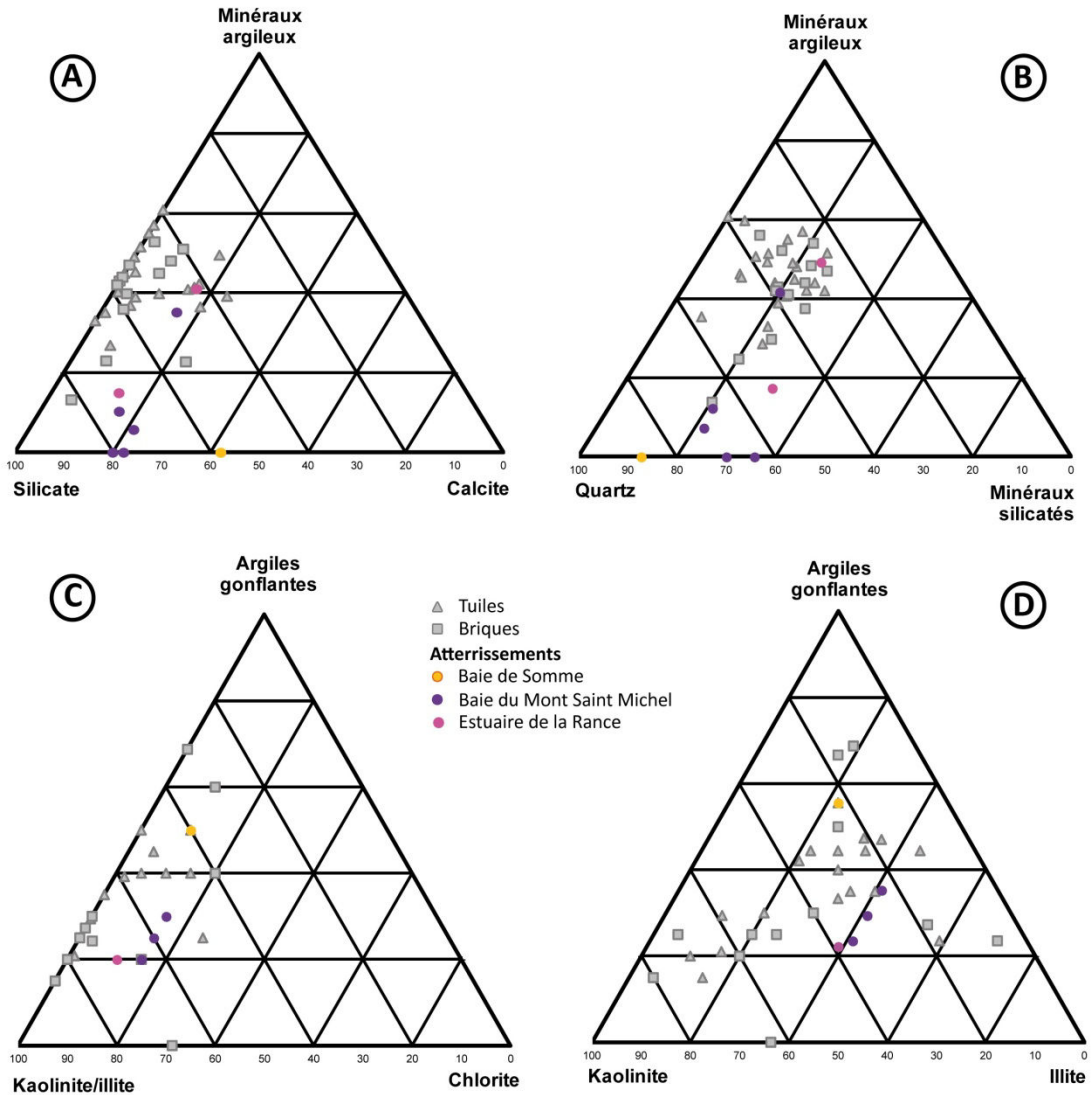 Minéraux
argileux
A
100 90 80 70 60 50 40 30 20 10 0
Silicate
Calcite
Minéraux
argileux
B
100 90 80 70 60 50 40 30 20 10 0
Quartz
Minéraux
silicatés
Argiles
gonflantes
C
100 90 80 70 60 50 40 30 20 10 0
Kaolinite/illite
Chlorite
Tuiles
Briques
Atterrissements
Baie de Somme
Baie du Mont Saint Michel
Estuaire de la Rance
Argiles
gonflantes
D
100 90 80 70 60 50 40 30 20 10 0
Kaolinite
Illite